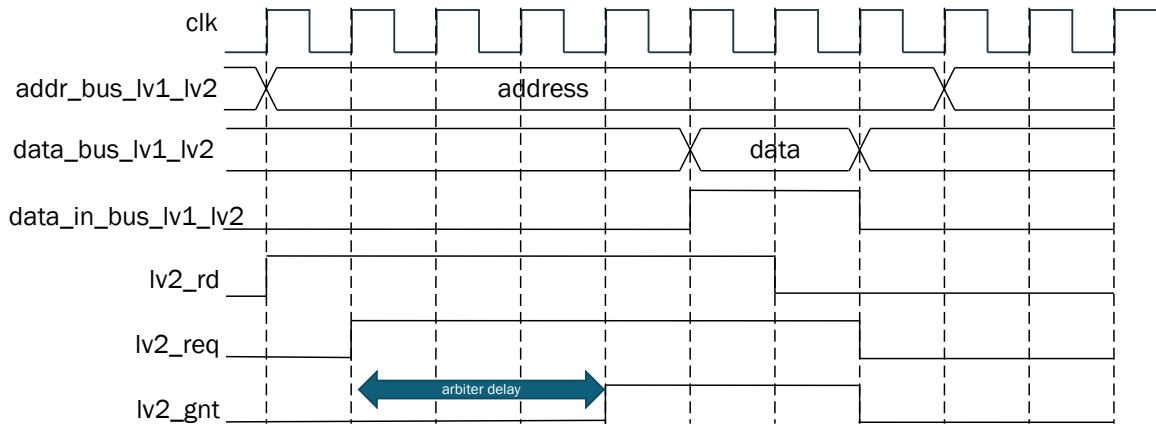 clk
addr_bus_lv1_lv2
address
data_bus_lv1_lv2
data
data_in_bus_lv1_lv2
lv2_rd
lv2_req
arbiter delay
lv2_gnt